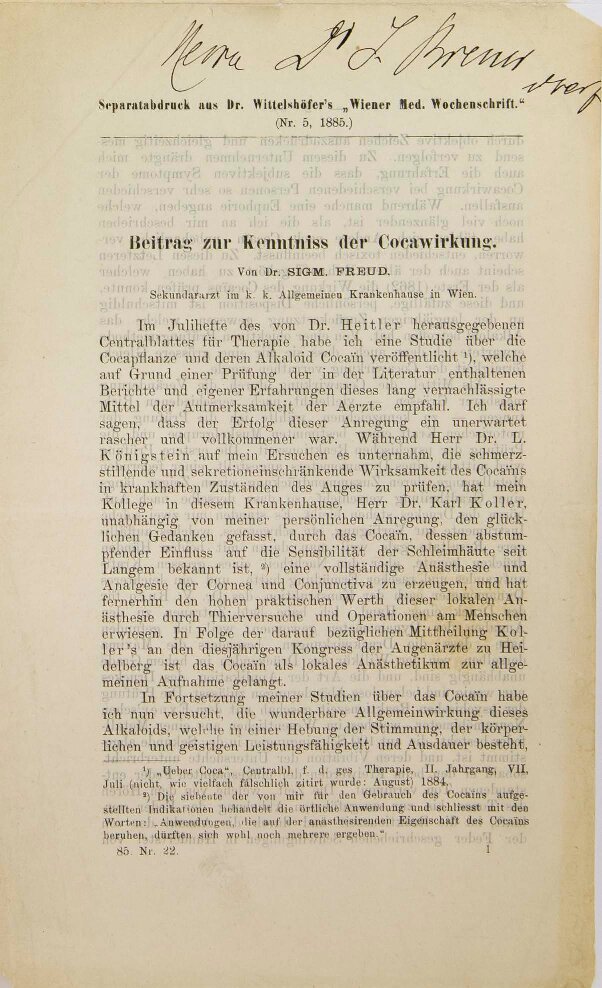 Herrn Dr J. Breuer
Separatabdruck aus Dr. Wittelshöfer's „Wiener Med. Wochenschrift.“
(Nr. 5, 1885.)
Beitrag zur Kenntniss der Cocawirkung.
Von Dr. SIGM. FREUD.
Sekundararzt im k. k. Allgemeinen Krankenhause in Wien.
Im Julihefte des von Dr. Heitler herausgegebenen
Centralblattes für Therapie habe ich eine Studie über die
Cocapflanze und deren Alkaloid Cocaïn veröffentlicht ¹), welche
auf Grund einer Prüfung der in der Literatur enthaltenen
Berichte und eigener Erfahrungen dieses lang vernachlässigte
Mittel der Aufmerksamkeit der Aerzte empfahl. Ich darf
sagen, dass der Erfolg dieser Anregung ein unerwartet
rascher und vollkommener war. Während Herr Dr. L.
Königstein auf mein Ersuchen es unternahm, die schmerz-
stillende und sekretioneinschränkende Wirksamkeit des Cocaïns
in krankhaften Zuständen des Auges zu prüfen, hat mein
Kollege in diesem Krankenhause, Herr Dr. Karl Koller,
unabhängig von meiner persönlichen Anregung, den glück-
lichen Gedanken gefasst, durch das Cocaïn, dessen abstum-
pfender Einfluss auf die Sensibilität der Schleimhäute seit
Langem bekannt ist, ²) eine vollständige Anästhesie und
Analgesie der Cornea und Conjunctiva zu erzeugen, und hat
fernerhin den hohen praktischen Werth dieser lokalen An-
ästhesie durch Thierversuche und Operationen am Menschen
erwiesen. In Folge der darauf bezüglichen Mittheilung Kol-
ler's an den diesjährigen Kongress der Augenärzte zu Hei-
delberg ist das Cocaïn als lokales Anästhetikum zur allge-
meinen Aufnahme gelangt.
In Fortsetzung meiner Studien über das Cocaïn habe
ich nun versucht, die wunderbare Allgemeinwirkung dieses
Alkaloids, welche in einer Hebung der Stimmung, der körper-
lichen und geistigen Leistungsfähigkeit und Ausdauer besteht,
¹) „Ueber Coca“, Centralbl. f. d. ges Therapie, II. Jahrgang, VII,
Juli (nicht, wie vielfach fälschlich zitirt wurde: August) 1884.
²) Die siebente der von mir für den Gebrauch des Cocains aufge-
stellten Indikationen behandelt die örtliche Anwendung und schliesst mit den
Worten: „Anwendungen, die auf der anästhesirenden Eigenschaft des Cocaïns
beruhen, dürften sich wohl noch mehrere ergeben.“
85. Nr. 22. 1